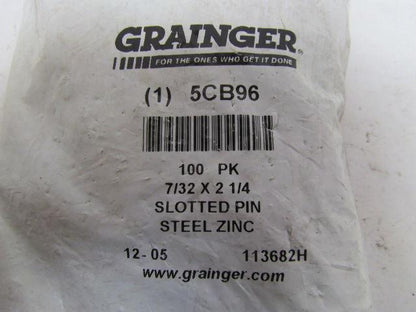 GRAINGER®
FOR THE ONES WHO GET IT DONE
(1) 5CB96
100 PK
7/32 X 2 1/4
SLOTTED PIN
STEEL ZINC
12-05 113682H
www.grainger.com